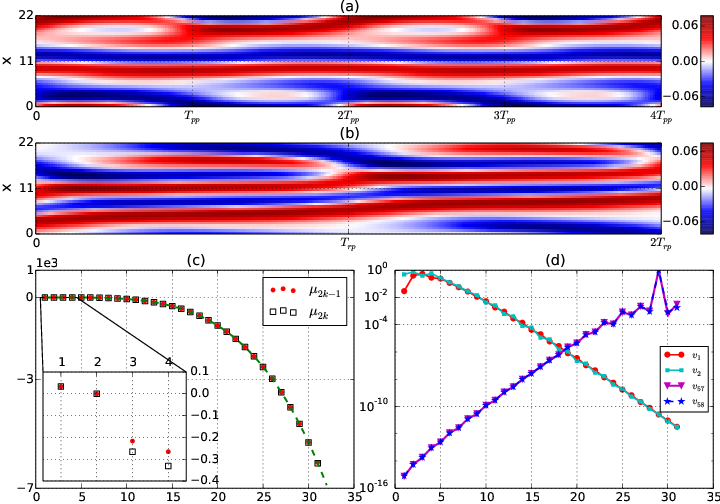 (a)
22
11
0
x
0 T_pp 2T_pp 3T_pp 4T_pp
0.06
0.00
−0.06
(b)
22
11
0
x
0 T_rp 2T_rp
0.06
0.00
−0.06
(c)
1e3
1
−3
−7
μ_2k−1
μ_2k
1 2 3 4
0.1
0.0
−0.1
−0.2
−0.3
−0.4
0 5 10 15 20 25 30 35
(d)
10^0
10^−2
10^−4
10^−10
10^−16
v_1
v_2
v_57
v_58
0 5 10 15 20 25 30 35